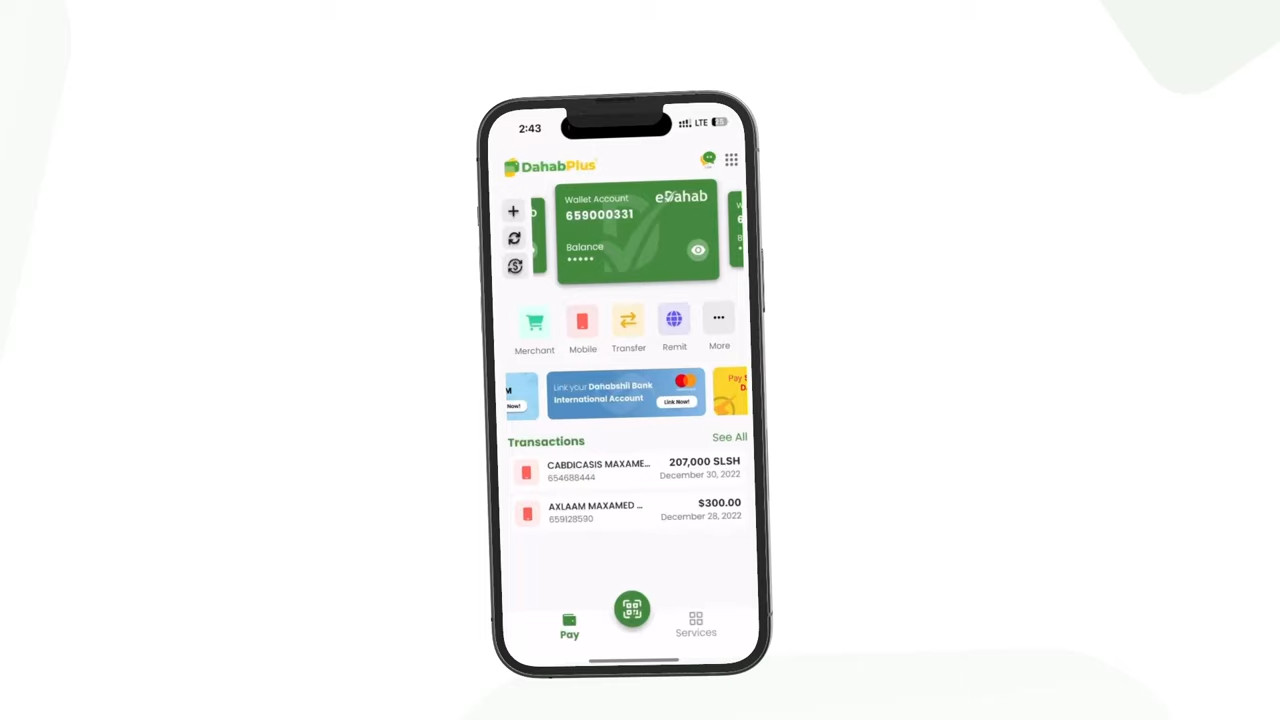 2:43
LTE
DahabPlus
Wallet Account
eDahab
659000331
Balance
*****
Merchant
Mobile
Transfer
Remit
More
Link your Dahabshil Bank
International Account
Link Now!
Now!
Pay
Transactions
See All
CABDICASIS MAXAME...
207,000 SLSH
654688444
December 30, 2022
AXLAAM MAXAMED ...
$300.00
659128590
December 28, 2022
Pay
Services